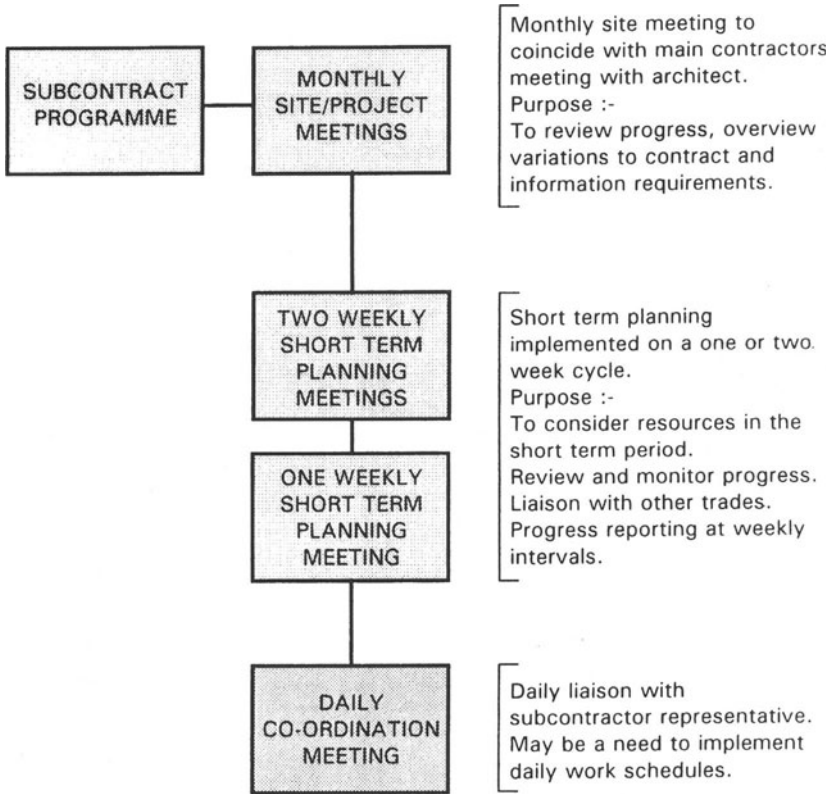 SUBCONTRACT
PROGRAMME
MONTHLY
SITE/PROJECT
MEETINGS
Monthly site meeting to
coincide with main contractors
meeting with architect.
Purpose :-
To review progress, overview
variations to contract and
information requirements.
TWO WEEKLY
SHORT TERM
PLANNING
MEETINGS
Short term planning
implemented on a one or two
week cycle.
Purpose :-
To consider resources in the
short term period.
Review and monitor progress.
Liaison with other trades.
Progress reporting at weekly
intervals.
ONE WEEKLY
SHORT TERM
PLANNING
MEETING
DAILY
CO-ORDINATION
MEETING
Daily liaison with
subcontractor representative.
May be a need to implement
daily work schedules.